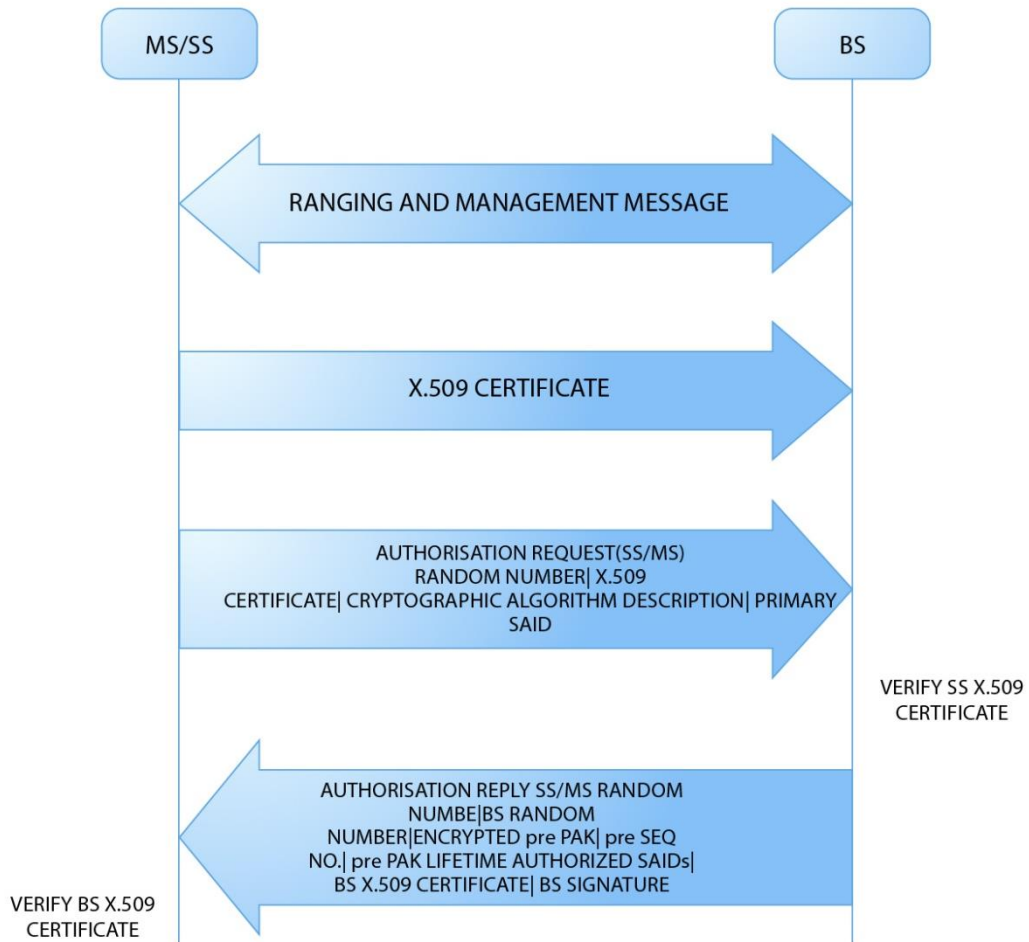 MS/SS
BS
RANGING AND MANAGEMENT MESSAGE
X.509 CERTIFICATE
AUTHORISATION REQUEST(SS/MS)
RANDOM NUMBER| X.509
CERTIFICATE| CRYPTOGRAPHIC ALGORITHM DESCRIPTION| PRIMARY
SAID
VERIFY SS X.509
CERTIFICATE
AUTHORISATION REPLY SS/MS RANDOM
NUMBE|BS RANDOM
NUMBER|ENCRYPTED pre PAK| pre SEQ
NO.| pre PAK LIFETIME AUTHORIZED SAIDs|
BS X.509 CERTIFICATE| BS SIGNATURE
VERIFY BS X.509
CERTIFICATE